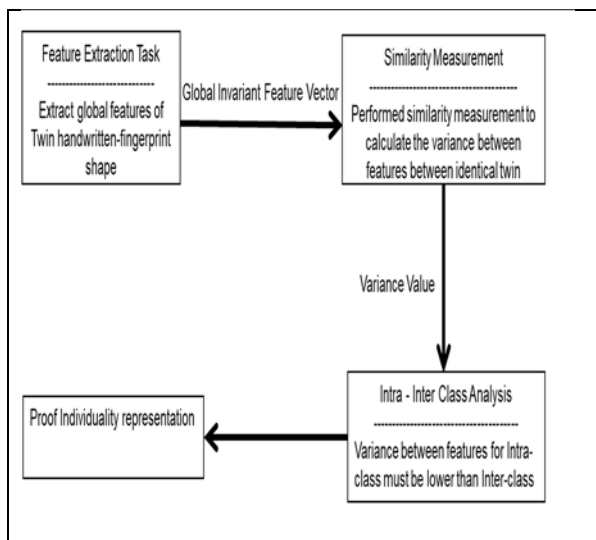 Feature Extraction Task
----------------------------
Extract global features of
Twin handwritten-fingerprint
shape
Global Invariant Feature Vector
Similarity Measurement
----------------------------------------
Performed similarity measurement to
calculate the variance between
features between identical twin
Variance Value
Intra - Inter Class Analysis
---------------------------------------
Variance between features for Intra-
class must be lower than Inter-class
Proof Individuality representation